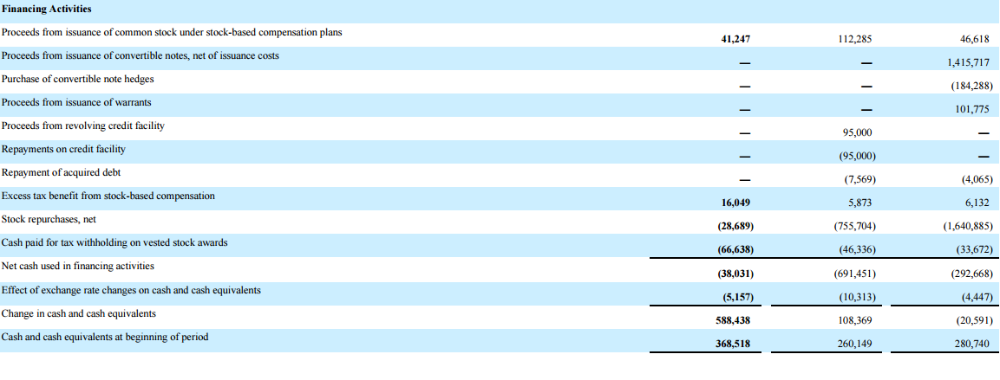 Financing Activities
Proceeds from issuance of common stock under stock-based compensation plans 41,247 112,285 46,618
Proceeds from issuance of convertible notes, net of issuance costs — — 1,415,717
Purchase of convertible note hedges — — (184,288)
Proceeds from issuance of warrants — — 101,775
Proceeds from revolving credit facility — 95,000 —
Repayments on credit facility — (95,000) —
Repayment of acquired debt — (7,569) (4,065)
Excess tax benefit from stock-based compensation 16,049 5,873 6,132
Stock repurchases, net (28,689) (755,704) (1,640,885)
Cash paid for tax withholding on vested stock awards (66,638) (46,336) (33,672)
Net cash used in financing activities (38,031) (691,451) (292,668)
Effect of exchange rate changes on cash and cash equivalents (5,157) (10,313) (4,447)
Change in cash and cash equivalents 588,438 108,369 (20,591)
Cash and cash equivalents at beginning of period 368,518 260,149 280,740